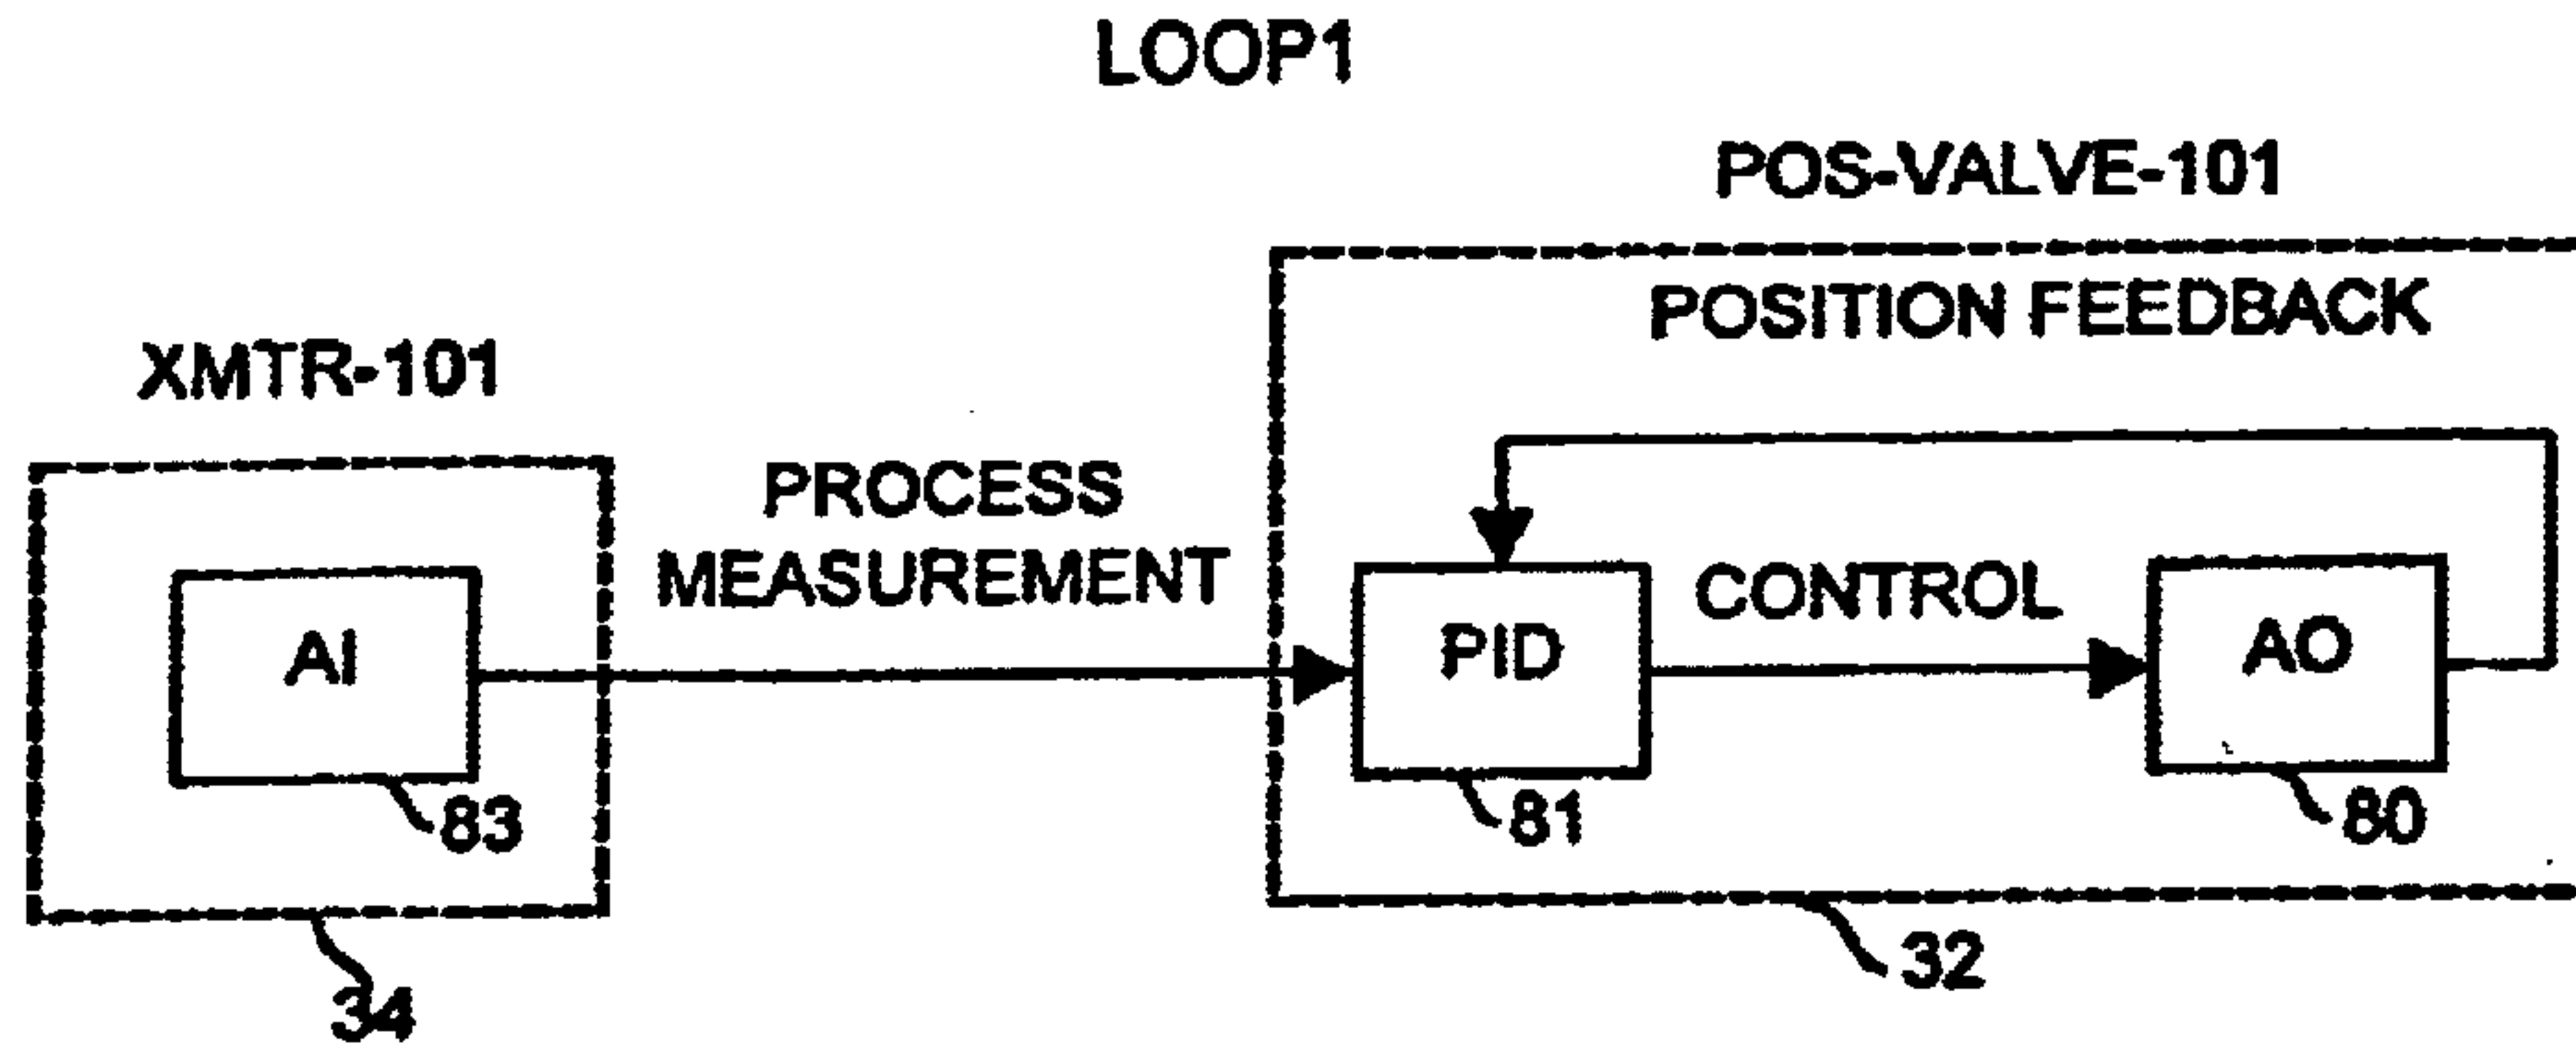 LOOP1
POS-VALVE-101
POSITION FEEDBACK
XMTR-101
PROCESS
MEASUREMENT
CONTROL
AI
PID
AO
83
81
80
32
34